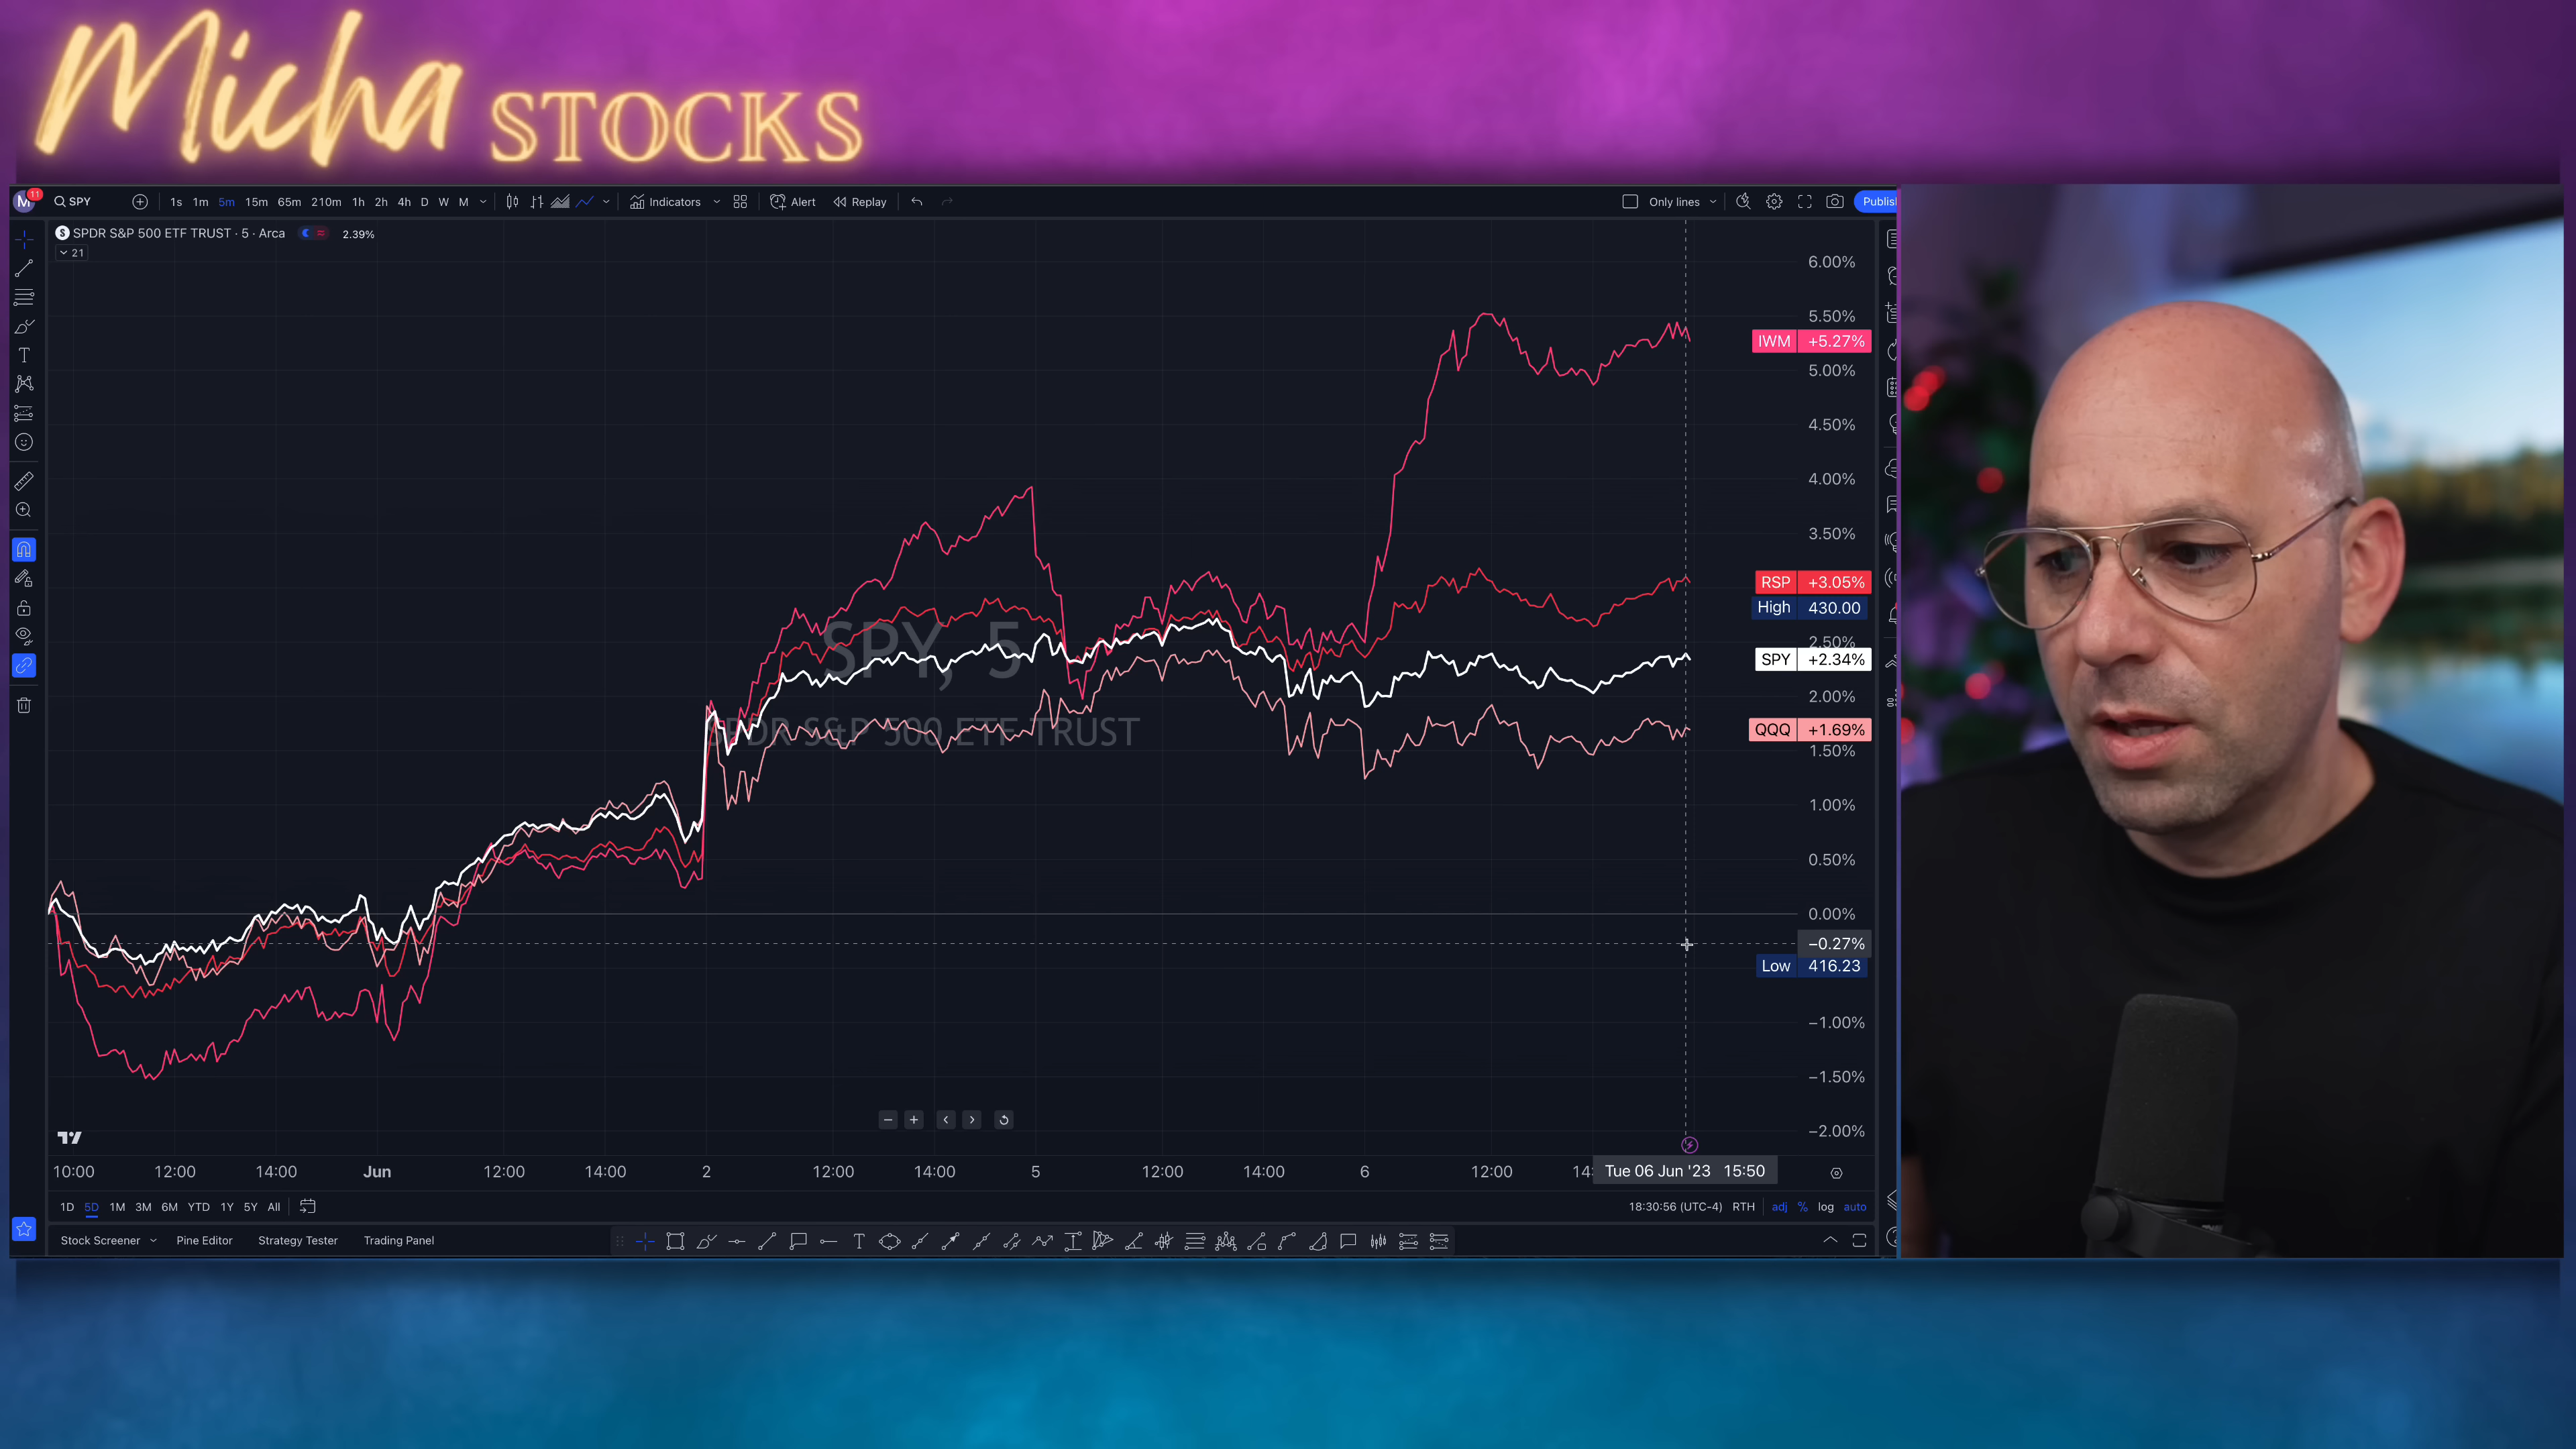 Micha STOCKS
M 11 SPY 1s 1m 5m 15m 65m 210m 1h 2h 4h D W M Indicators Alert Replay Only lines Publish
SPDR S&P 500 ETF TRUST · 5 · Arca 2.39%
21
6.00%
5.50%
IWM +5.27%
5.00%
4.50%
4.00%
3.50%
RSP +3.05%
High 430.00
2.50%
SPY +2.34%
2.00%
QQQ +1.69%
1.50%
1.00%
0.50%
0.00%
−0.27%
Low 416.23
−1.00%
−1.50%
−2.00%
SPY, 5
SPDR S&P 500 ETF TRUST
10:00 12:00 14:00 Jun 12:00 14:00 2 12:00 14:00 5 12:00 14:00 6 12:00 Tue 06 Jun '23 15:50
1D 5D 1M 3M 6M YTD 1Y 5Y All 18:30:56 (UTC-4) RTH adj % log auto
Stock Screener Pine Editor Strategy Tester Trading Panel